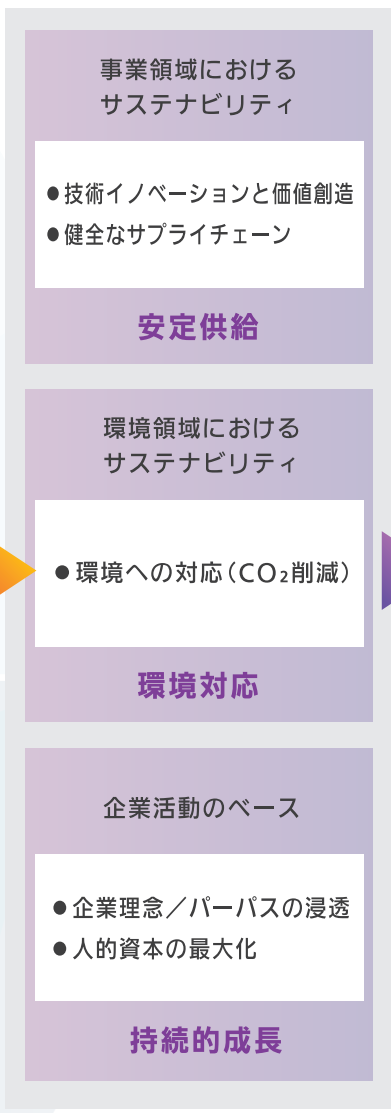 事業領域における
サステナビリティ
●技術イノベーションと価値創造
●健全なサプライチェーン
安定供給
環境領域における
サステナビリティ
●環境への対応（CO₂削減）
環境対応
企業活動のベース
●企業理念／パーパスの浸透
●人的資本の最大化
持続的成長